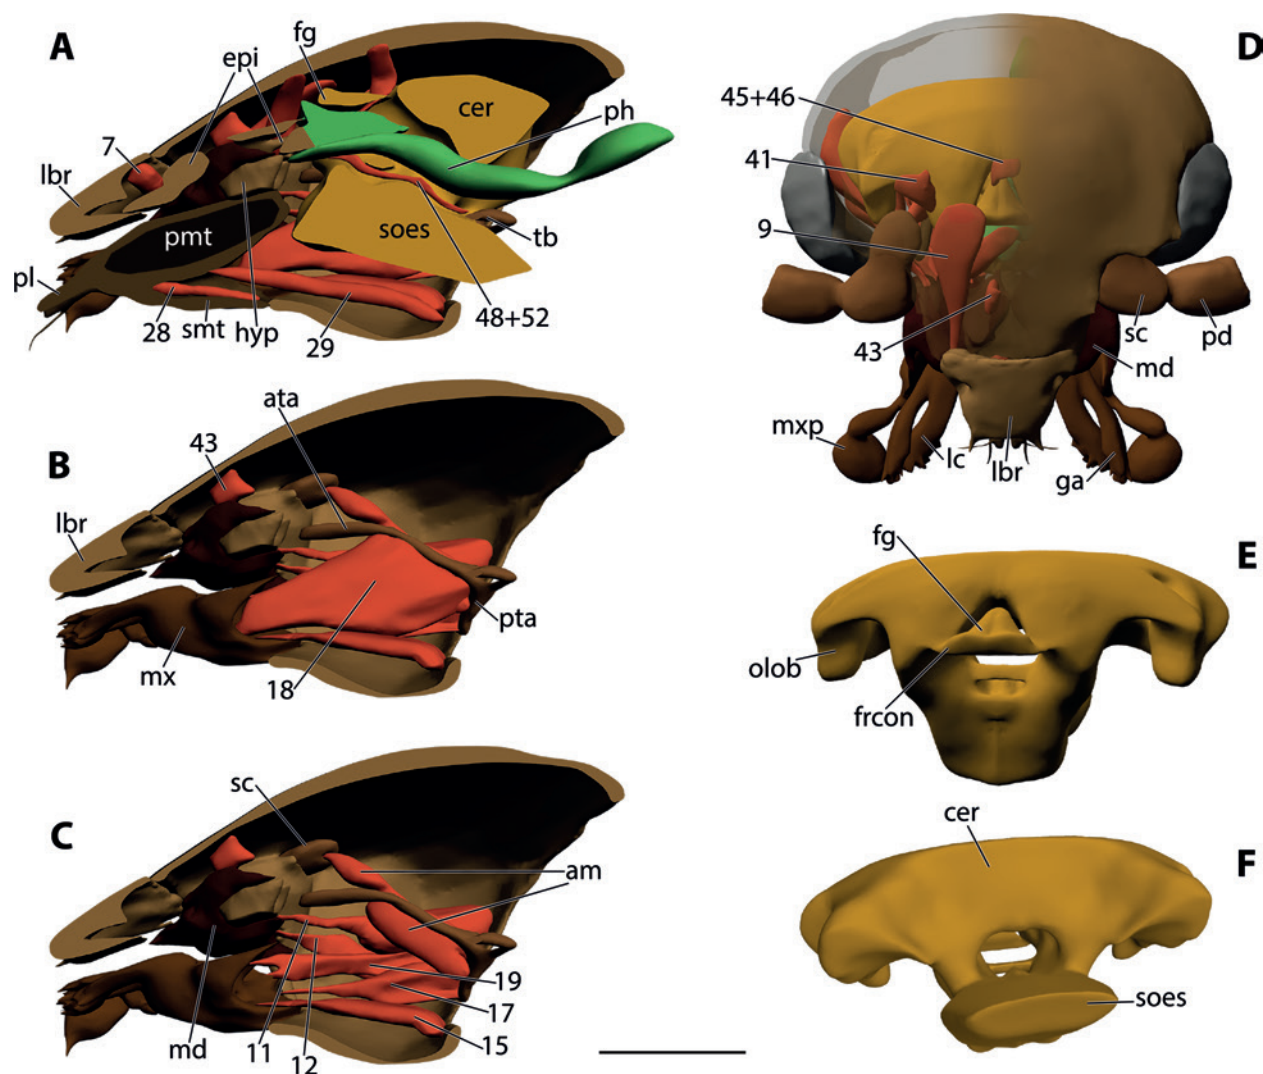 A
fg
epi
cer
ph
7
lbr
pmt
soes
tb
pl
28
smt
hyp
29
48+52
B
ata
43
lbr
pta
mx
18
C
sc
am
19
17
md
11
12
15
D
45+46
41
9
43
sc
pd
md
mxp
lc
lbr
ga
E
fg
olob
frcon
F
cer
soes